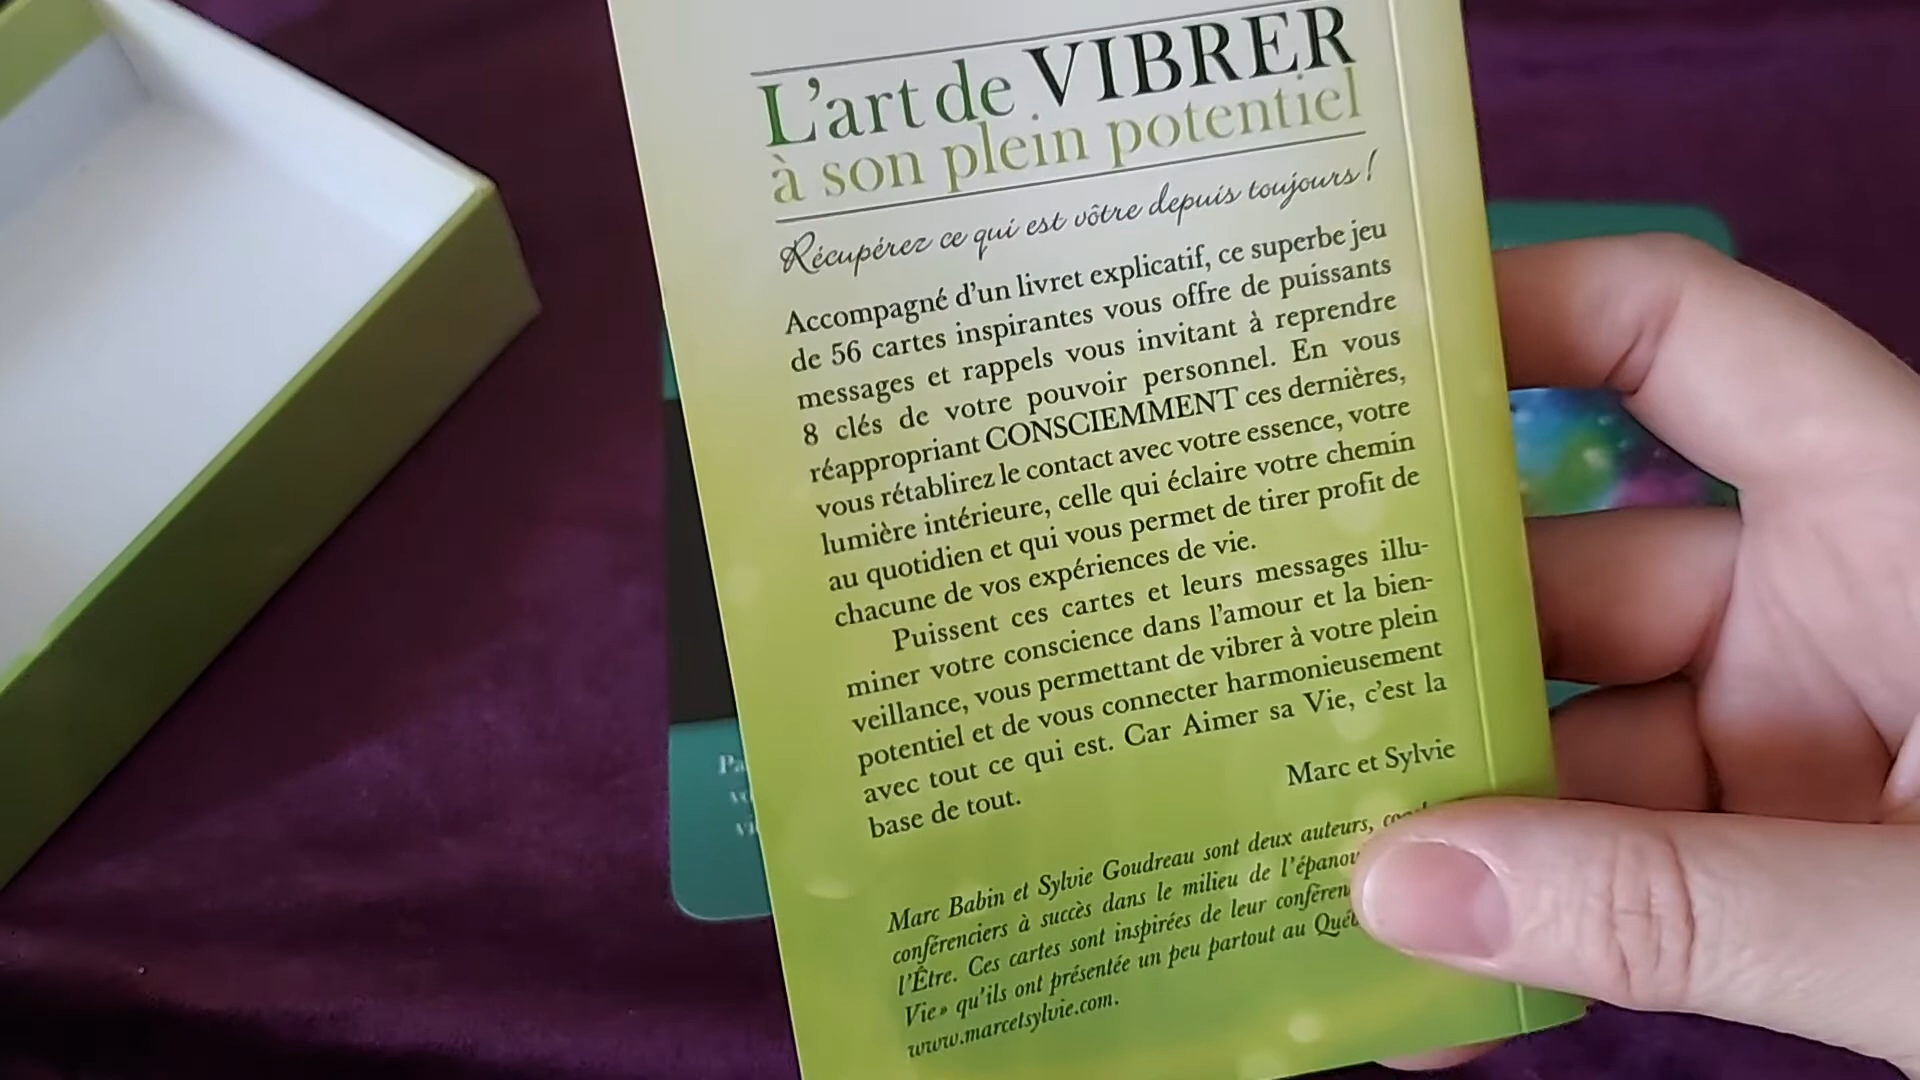 L'art de VIBRER
à son plein potentiel
Récupérez ce qui est vôtre depuis toujours !
Accompagné d'un livret explicatif, ce superbe jeu
de 56 cartes inspirantes vous offre de puissants
messages et rappels vous invitant à reprendre
8 clés de votre pouvoir personnel. En vous
réappropriant CONSCIEMMENT ces dernières,
vous rétablirez le contact avec votre essence, votre
lumière intérieure, celle qui éclaire votre chemin
au quotidien et qui vous permet de tirer profit de
chacune de vos expériences de vie.
Puissent ces cartes et leurs messages illu-
miner votre conscience dans l'amour et la bien-
veillance, vous permettant de vibrer à votre plein
potentiel et de vous connecter harmonieusement
avec tout ce qui est. Car Aimer sa Vie, c'est la
base de tout.
Marc et Sylvie
Marc Babin et Sylvie Goudreau sont deux auteurs,
conférenciers à succès dans le milieu de
l'Être. Ces cartes sont inspirées de leur
Vie» qu'ils ont présentée un peu partout au
www.marcetsylvie.com.